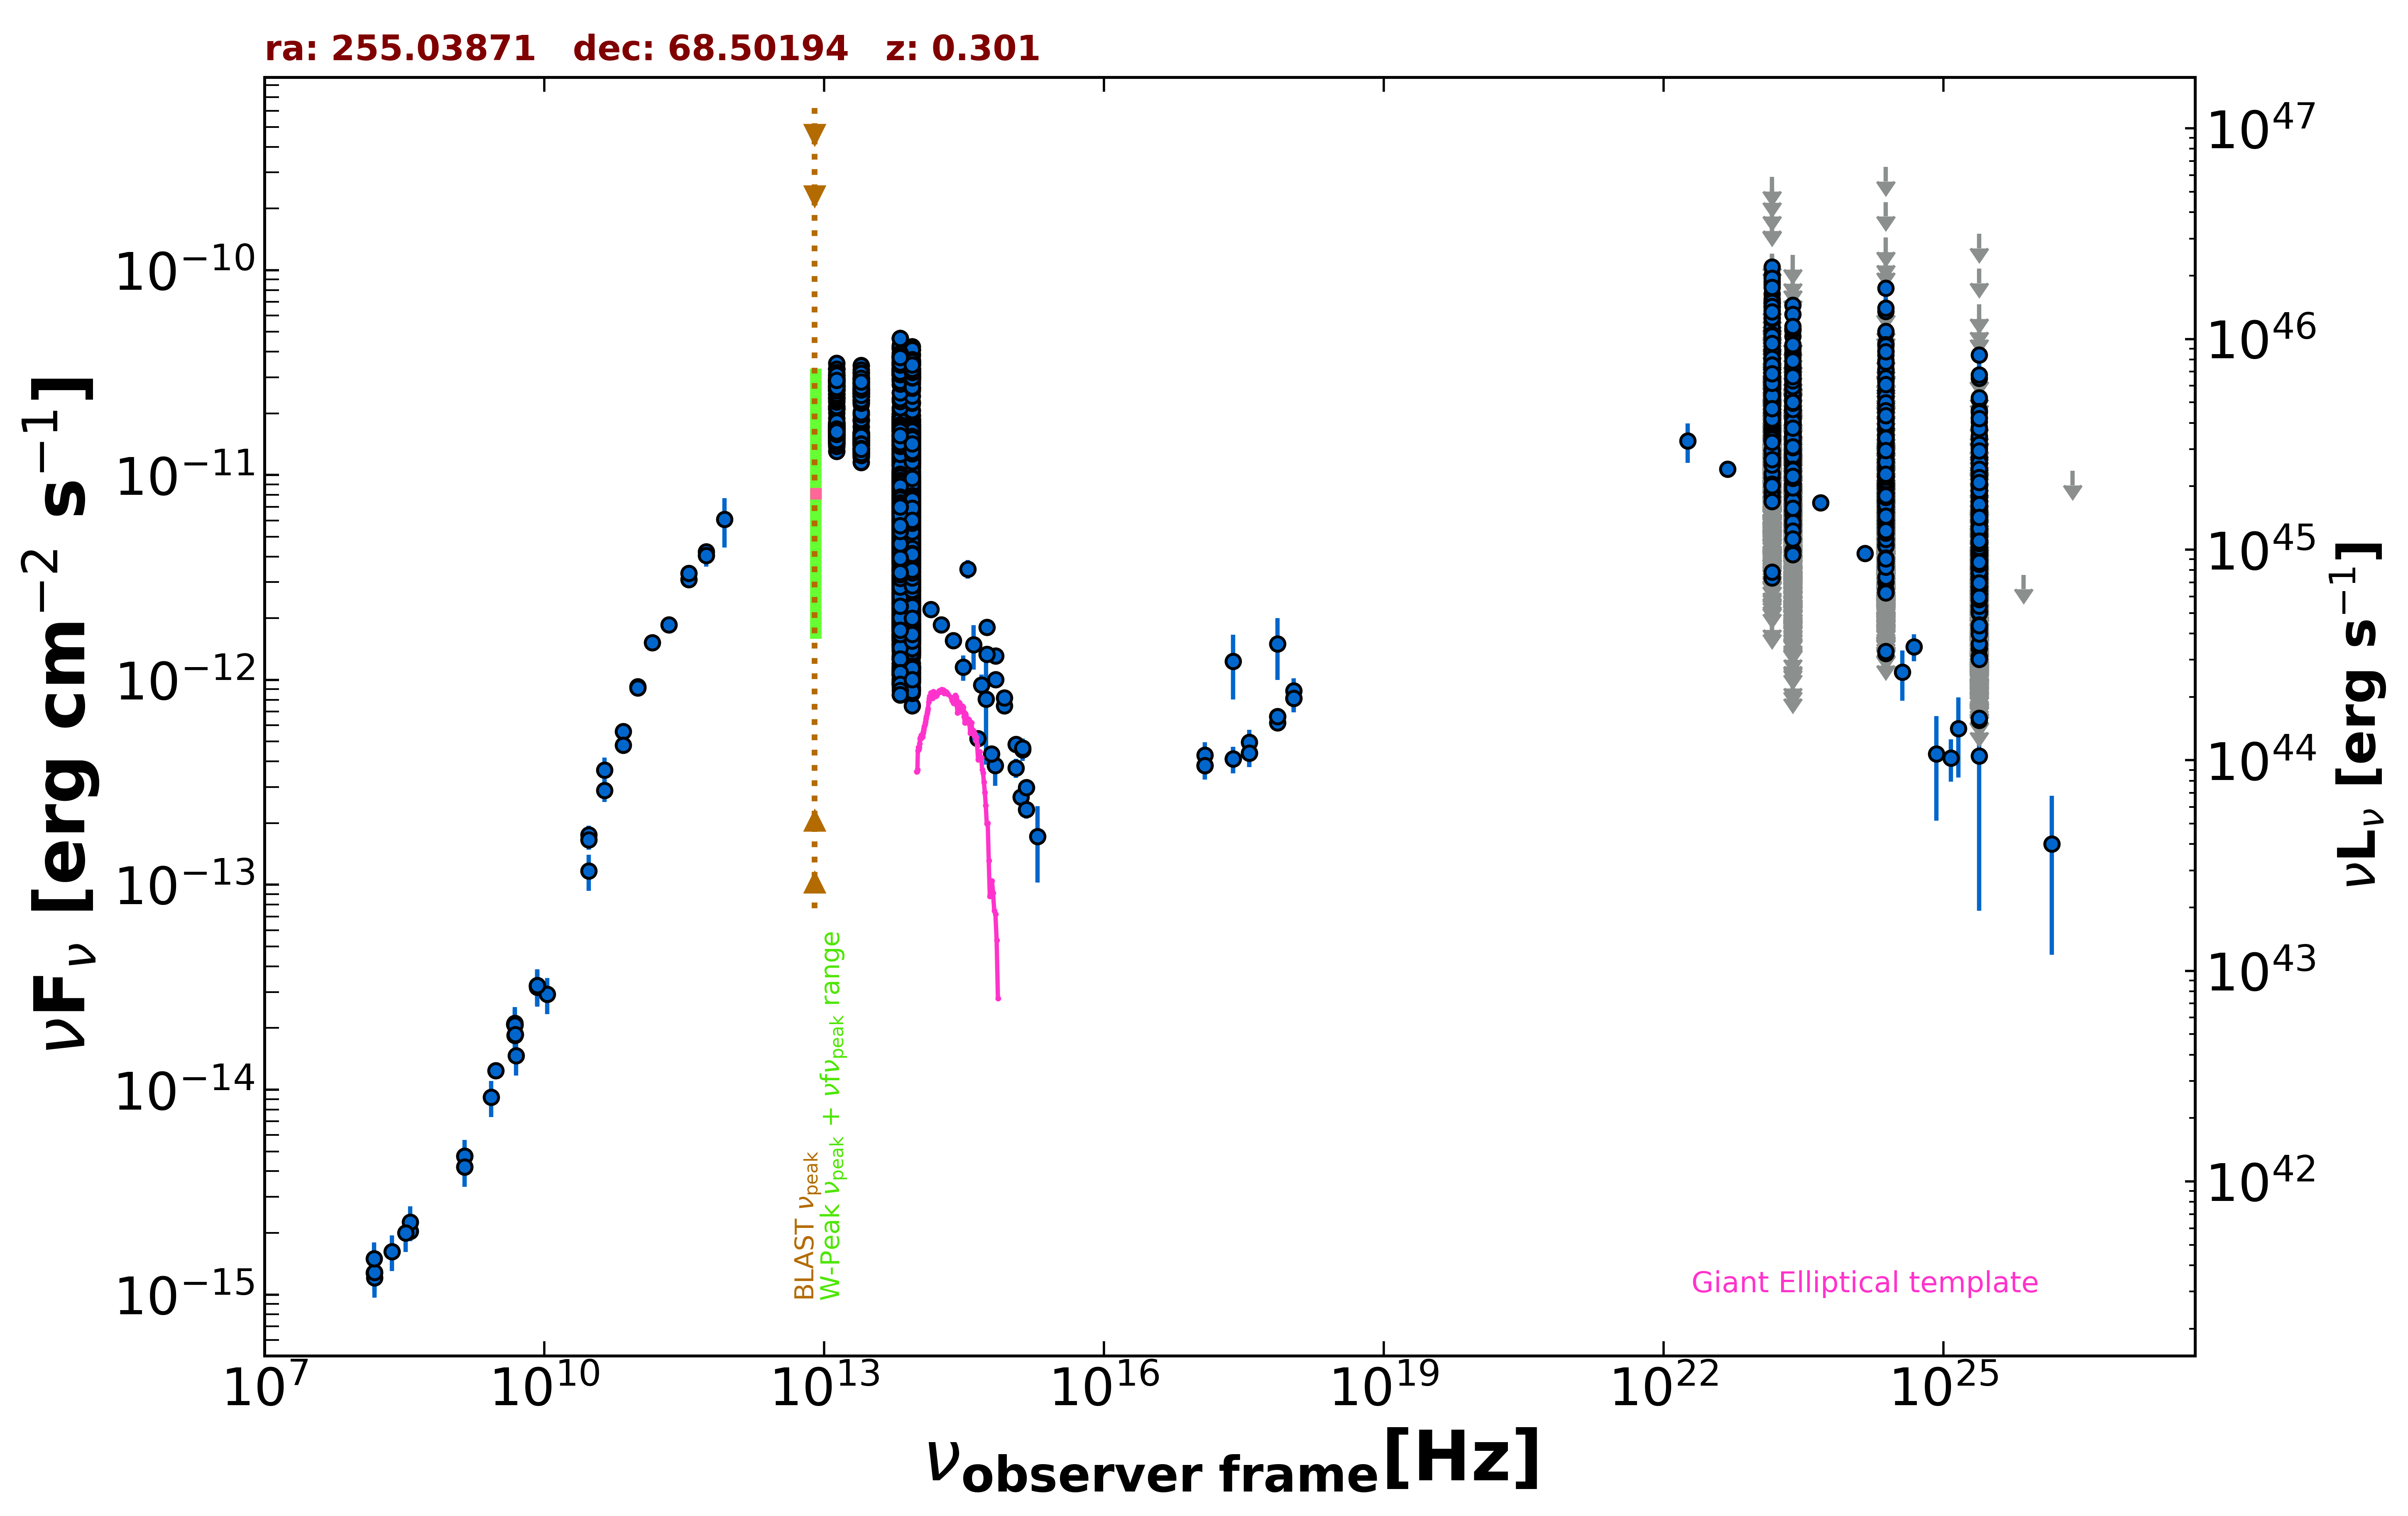 ra: 255.03871 dec: 68.50194 z: 0.301
νFν [erg cm−2 s−1]
10−10
10−11
10−12
10−13
10−14
10−15
10^47
10^46
10^45
10^44
10^43
10^42
νLν [erg s−1]
BLAST νpeak
W-Peak νpeak + νfνpeak range
Giant Elliptical template
10^7 10^10 10^13 10^16 10^19 10^22 10^25
νobserver frame[Hz]